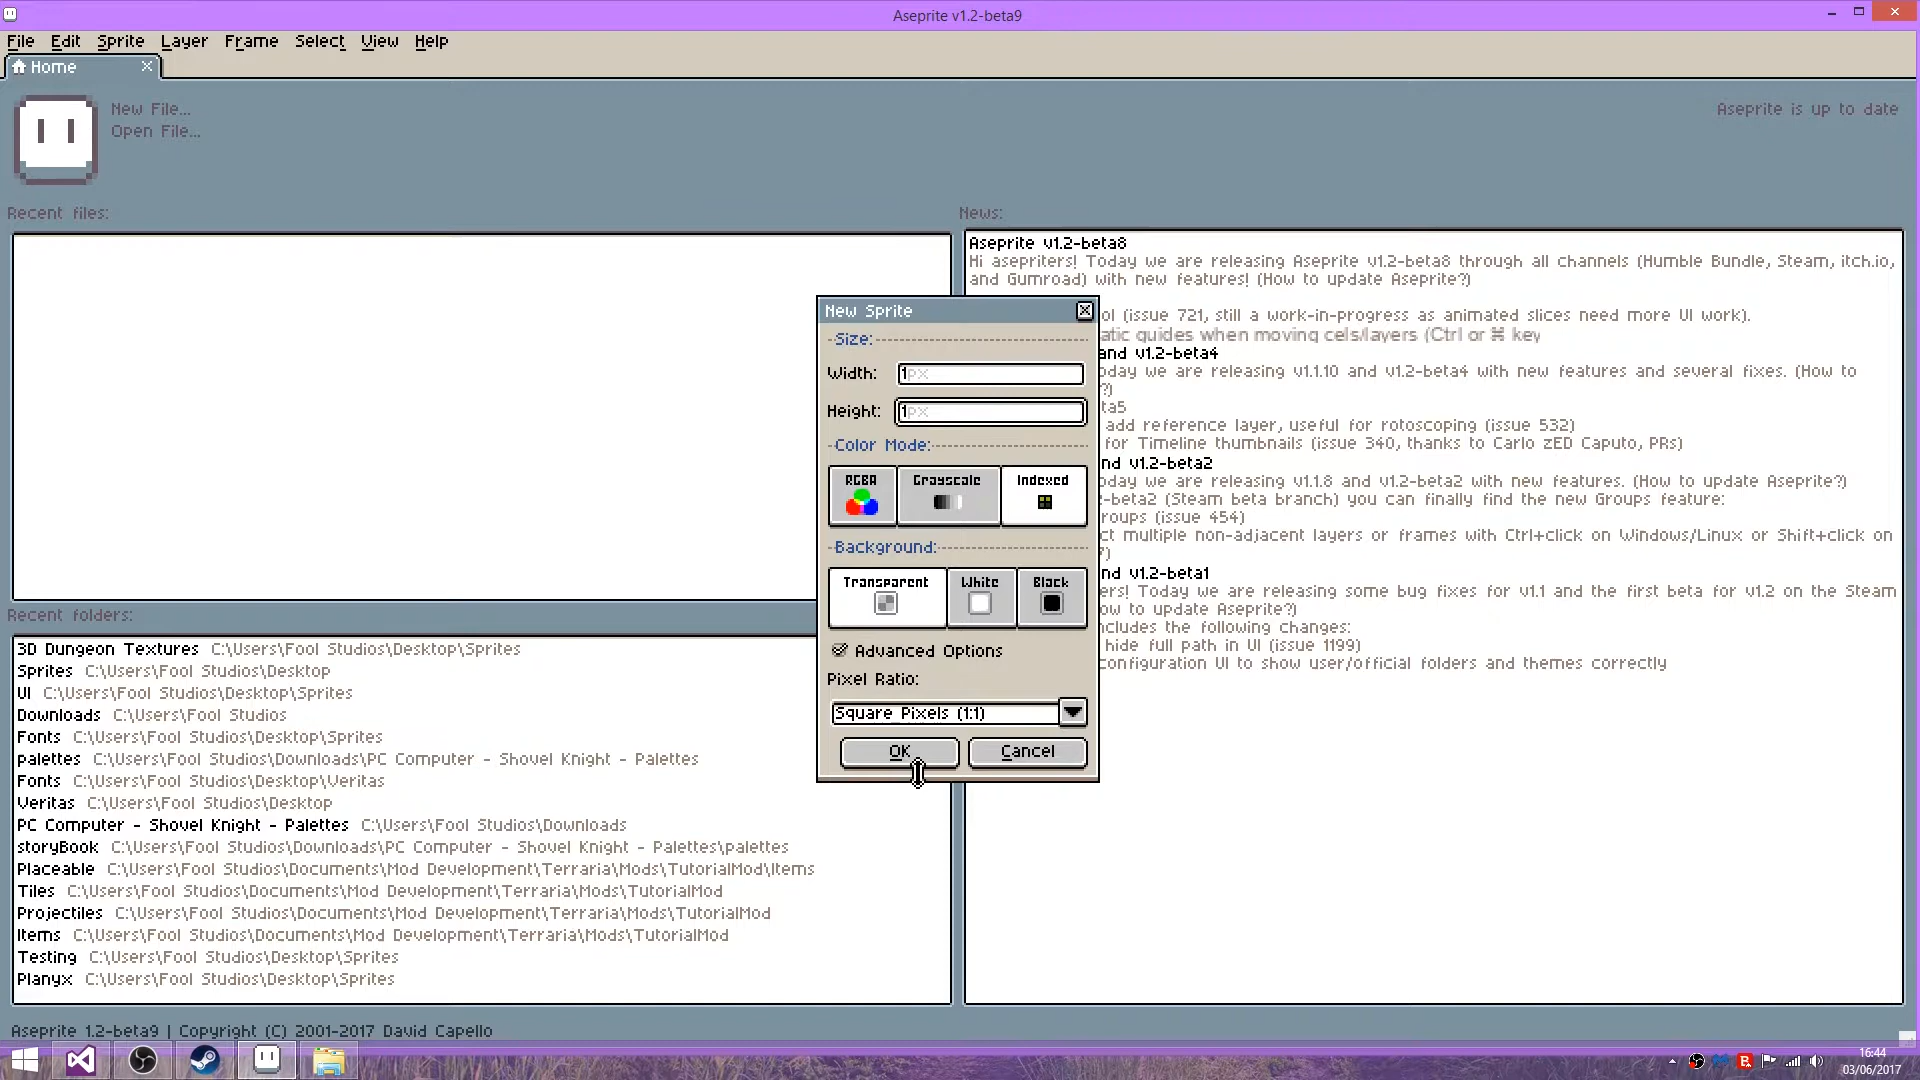 Aseprite v1.2-beta9
File Edit Sprite Layer Frame Select View Help
Home
New File...
Open File...
Aseprite is up to date
Recent files:
News:
Aseprite v1.2-beta8
Hi asepriters! Today we are releasing Aseprite v1.2-beta8 through all channels (Humble Bundle, Steam, itch.io,
and Gumroad) with new features! (How to update Aseprite?)
ol (issue 721, still a work-in-progress as animated slices need more UI work).
atic guides when moving cels/layers (Ctrl or ⌘ key
and v1.2-beta4
oday we are releasing v1.1.10 and v1.2-beta4 with new features and several fixes. (How to
?)
ta5
add reference layer, useful for rotoscoping (issue 532)
for Timeline thumbnails (issue 340, thanks to Carlo zED Caputo, PRs)
nd v1.2-beta2
oday we are releasing v1.1.8 and v1.2-beta2 with new features. (How to update Aseprite?)
-beta2 (Steam beta branch) you can finally find the new Groups feature:
roups (issue 454)
ct multiple non-adjacent layers or frames with Ctrl+click on Windows/Linux or Shift+click on
)
nd v1.2-beta1
ers! Today we are releasing some bug fixes for v1.1 and the first beta for v1.2 on the Steam
ow to update Aseprite?)
ncludes the following changes:
hide full path in UI (issue 1199)
configuration UI to show user/official folders and themes correctly
New Sprite
Size:
Width: 1px
Height: 1px
Color Mode:
RGBA Grayscale Indexed
Background:
Transparent White Black
Advanced Options
Pixel Ratio:
Square Pixels (1:1)
OK Cancel
Recent folders:
3D Dungeon Textures C:\Users\Fool Studios\Desktop\Sprites
Sprites C:\Users\Fool Studios\Desktop
UI C:\Users\Fool Studios\Desktop\Sprites
Downloads C:\Users\Fool Studios
Fonts C:\Users\Fool Studios\Desktop\Sprites
palettes C:\Users\Fool Studios\Downloads\PC Computer - Shovel Knight - Palettes
Fonts C:\Users\Fool Studios\Desktop\Veritas
Veritas C:\Users\Fool Studios\Desktop
PC Computer - Shovel Knight - Palettes C:\Users\Fool Studios\Downloads
storyBook C:\Users\Fool Studios\Downloads\PC Computer - Shovel Knight - Palettes\palettes
Placeable C:\Users\Fool Studios\Documents\Mod Development\Terraria\Mods\TutorialMod\Items
Tiles C:\Users\Fool Studios\Documents\Mod Development\Terraria\Mods\TutorialMod
Projectiles C:\Users\Fool Studios\Documents\Mod Development\Terraria\Mods\TutorialMod
Items C:\Users\Fool Studios\Documents\Mod Development\Terraria\Mods\TutorialMod
Testing C:\Users\Fool Studios\Desktop\Sprites
Planyx C:\Users\Fool Studios\Desktop\Sprites
Aseprite 1.2-beta9 | Copyright (C) 2001-2017 David Capello
16:44
03/06/2017